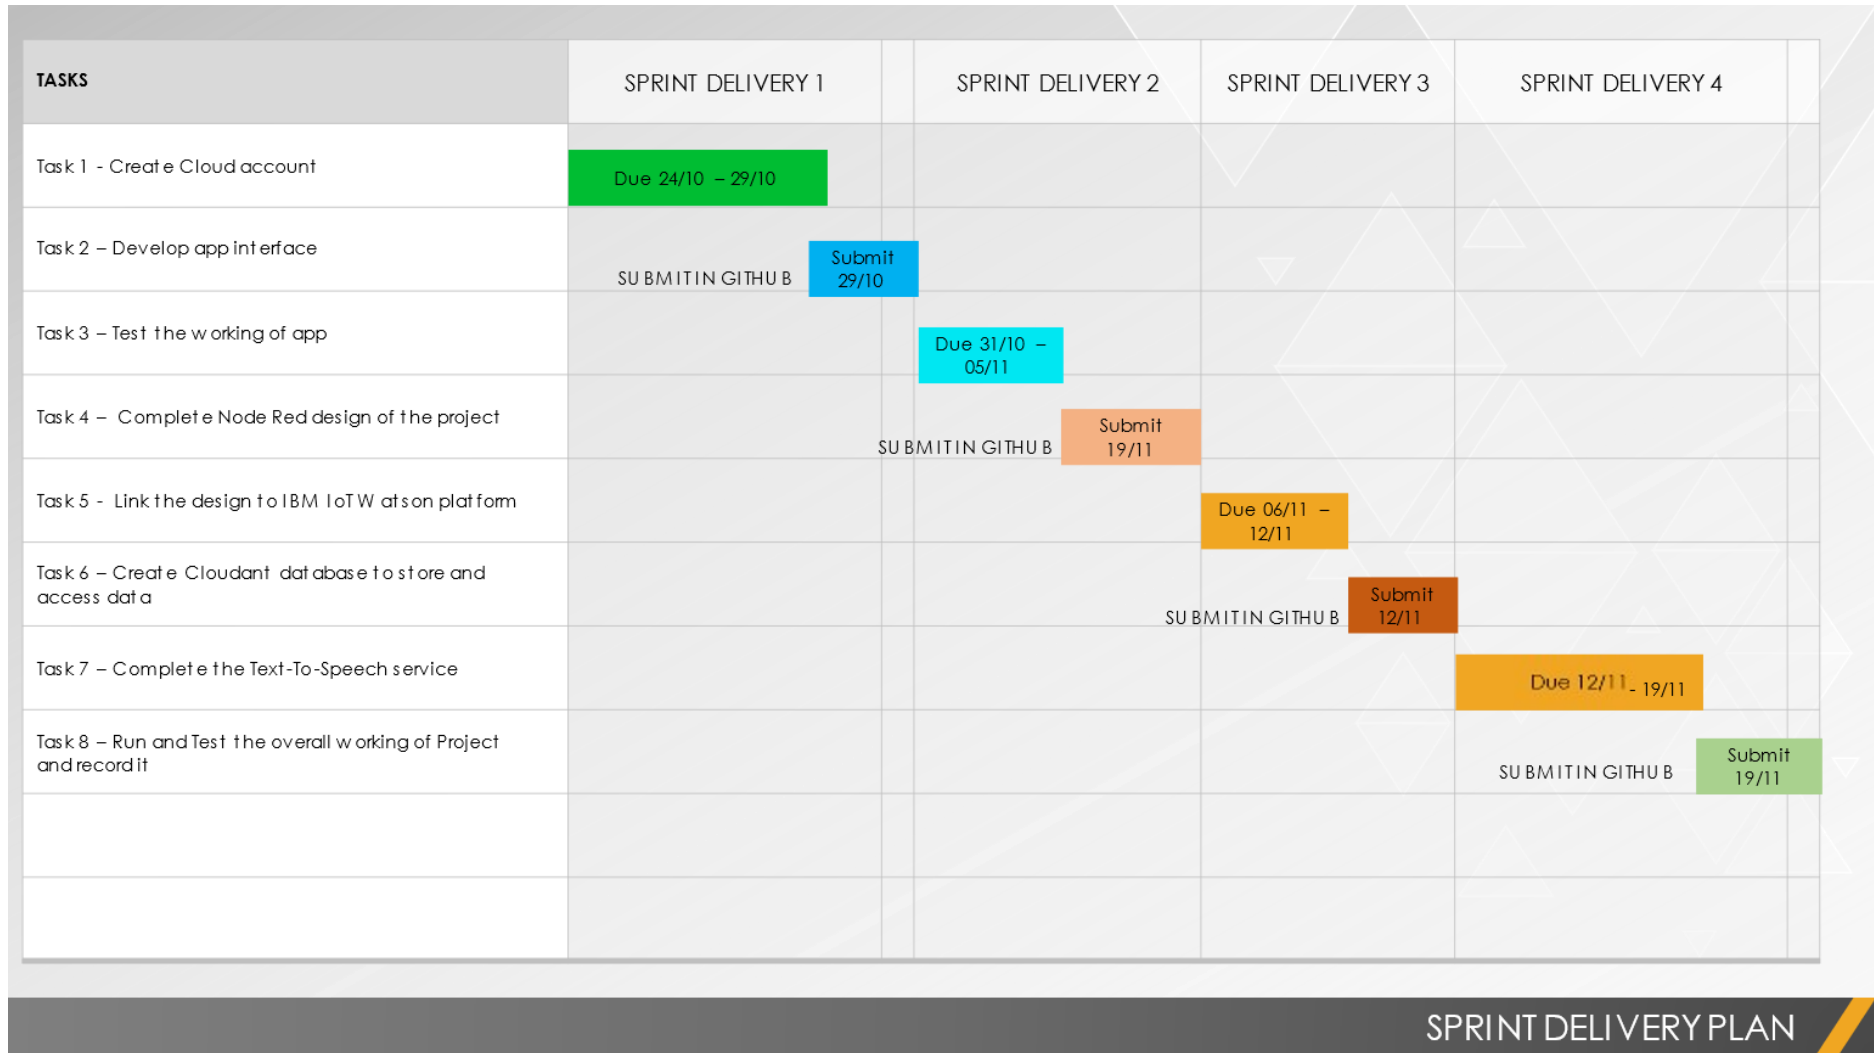 TASKS
SPRINT DELIVERY 1
SPRINT DELIVERY 2
SPRINT DELIVERY 3
SPRINT DELIVERY 4
Task 1 - Create Cloud account
Due 24/10 – 29/10
Task 2 – Develop app interface
SUBMIT IN GITHUB
Submit
29/10
Task 3 – Test the working of app
Due 31/10 –
05/11
Task 4 – Complete Node Red design of the project
SUBMIT IN GITHUB
Submit
19/11
Task 5 - Link the design to IBM IoT Watson platform
Due 06/11 –
12/11
Task 6 – Create Cloudant database to store and
access data
SUBMIT IN GITHUB
Submit
12/11
Task 7 – Complete the Text-To-Speech service
Due 12/11 - 19/11
Task 8 – Run and Test the overall working of Project
and record it
SUBMIT IN GITHUB
Submit
19/11
SPRINT DELIVERY PLAN